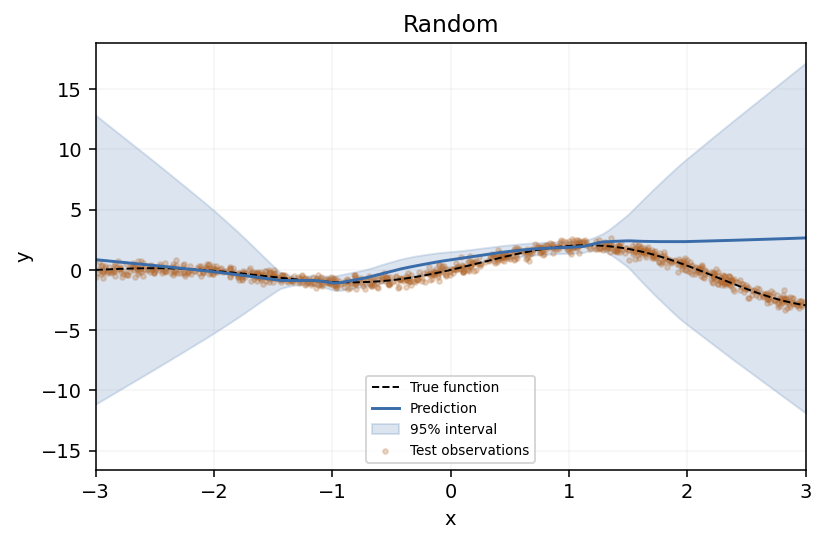 Random
y
15
10
5
0
−5
−10
−15
True function
Prediction
95% interval
Test observations
−3 −2 −1 0 1 2 3
x